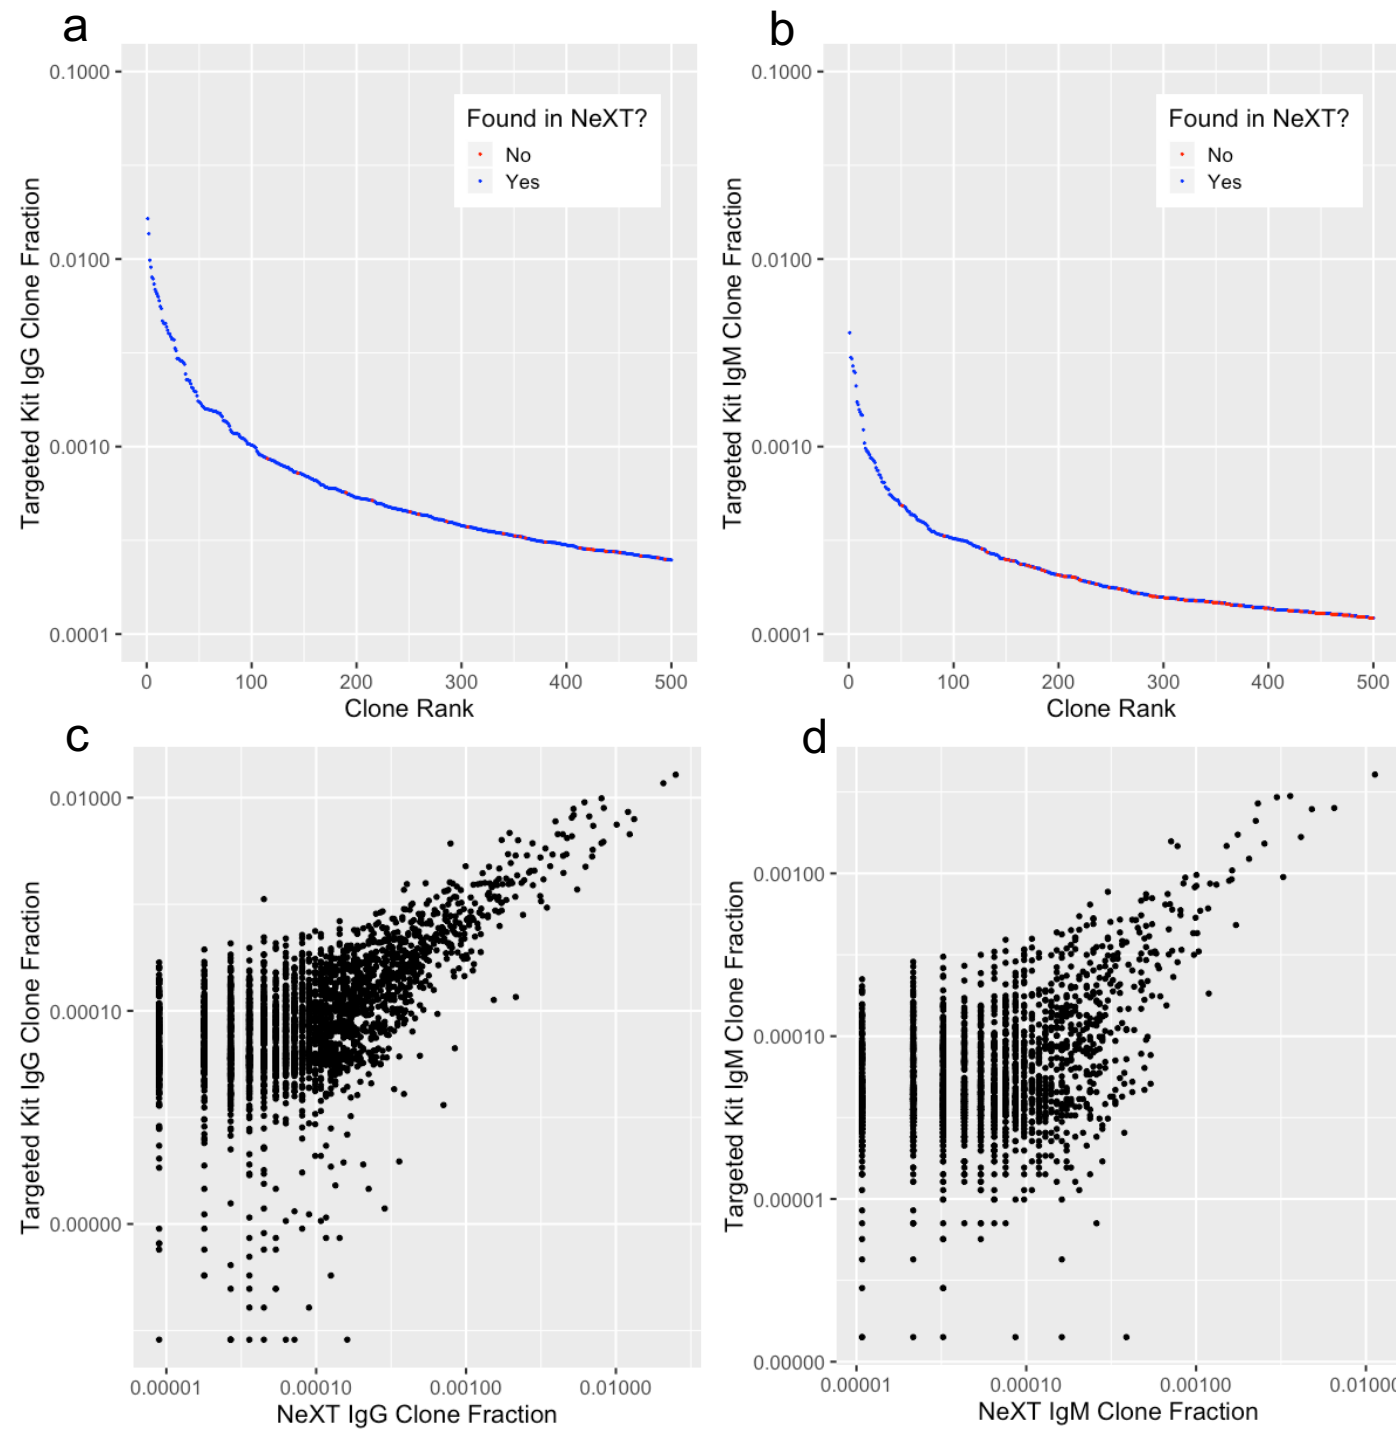 a
0.1000
0.0100
0.0010
0.0001
Targeted Kit IgG Clone Fraction
Found in NeXT?
No
Yes
0 100 200 300 400 500
Clone Rank
b
0.1000
0.0100
0.0010
0.0001
Targeted Kit IgM Clone Fraction
Found in NeXT?
No
Yes
0 100 200 300 400 500
Clone Rank
c
0.01000
0.00010
0.00000
Targeted Kit IgG Clone Fraction
0.00001 0.00010 0.00100 0.01000
NeXT IgG Clone Fraction
d
0.00100
0.00010
0.00001
0.00000
Targeted Kit IgM Clone Fraction
0.00001 0.00010 0.00100 0.0100
NeXT IgM Clone Fraction